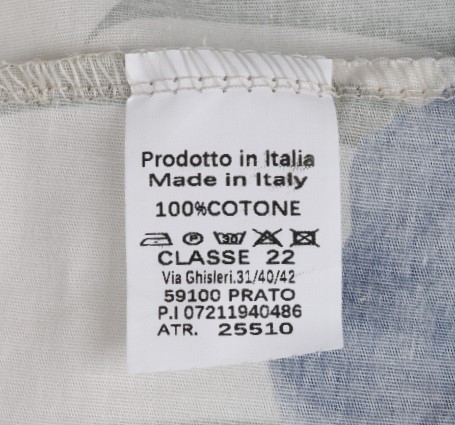 Prodotto in Italia
Made in Italy
100%COTONE
P 30
CLASSE 22
Via Ghisleri.31/40/42
59100 PRATO
P.I 07211940486
ATR. 25510